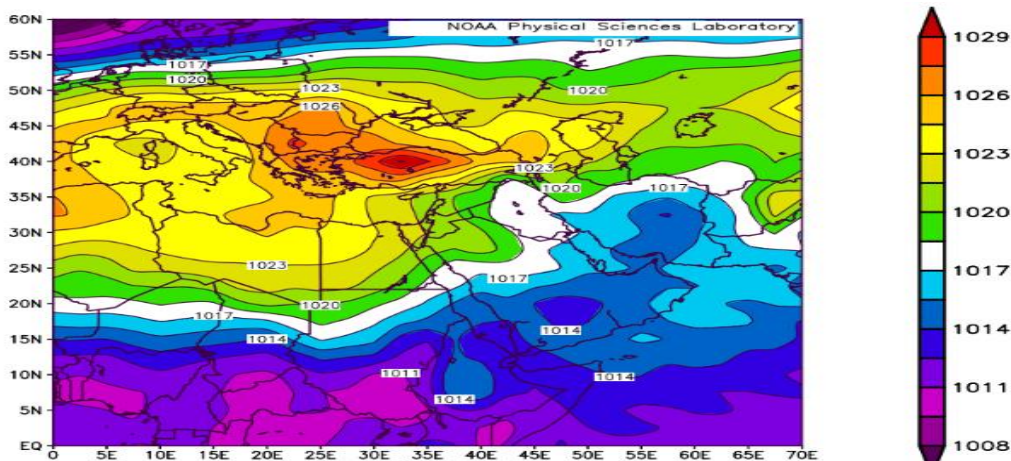 60N
NOAA Physical Sciences Laboratory
1029
55N
1017
1017
1020
50N
1023
1020
1026
1026
45N
1023
40N
1023
35N
1020
1017
1020
30N
25N
1023
1017
1017
20N
1020
1017
1014
15N
1014
1014
10N
1011
1014
1011
5N
1014
EQ
1008
0
5E
10E
15E
20E
25E
30E
35E
40E
45E
50E
55E
60E
65E
70E